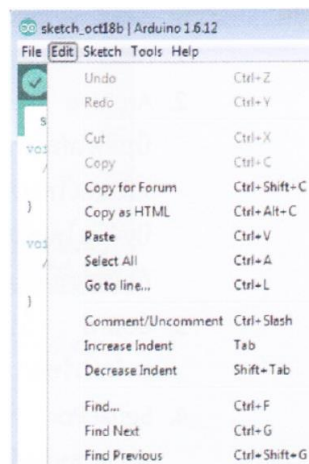 sketch_oct18b | Arduino 1.6.12
File Edit Sketch Tools Help
Undo Ctrl+Z
Redo Ctrl+Y
s
Cut Ctrl+X
voi
Copy Ctrl+C
/
Copy for Forum Ctrl+Shift+C
}
Copy as HTML Ctrl+Alt+C
Paste Ctrl+V
voi
Select All Ctrl+A
/
Go to line... Ctrl+L
}
Comment/Uncomment Ctrl+Slash
Increase Indent Tab
Decrease Indent Shift+Tab
Find... Ctrl+F
Find Next Ctrl+G
Find Previous Ctrl+Shift+G